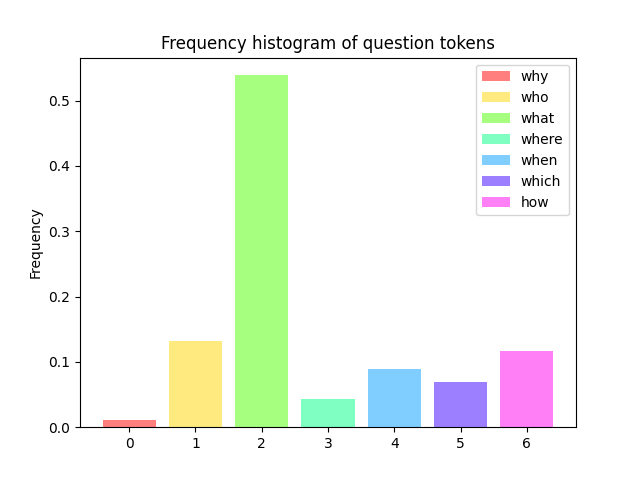 Frequency histogram of question tokens
why
who
what
where
when
which
how
Frequency
0.5
0.4
0.3
0.2
0.1
0.0
0 1 2 3 4 5 6